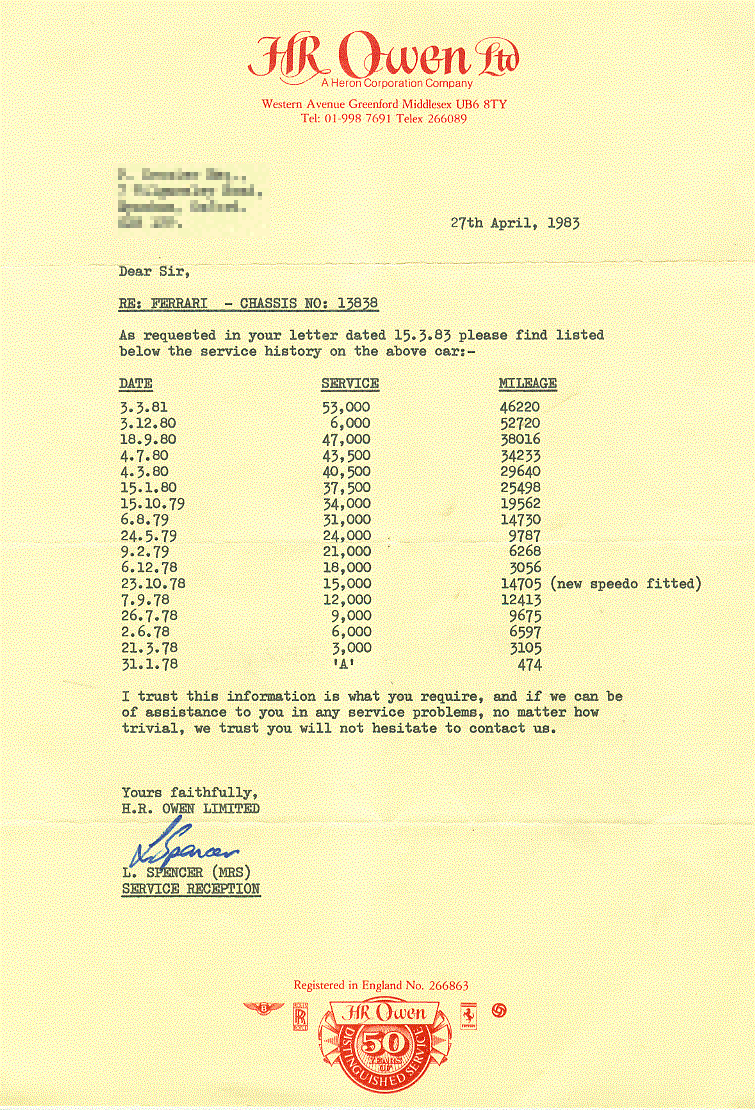 HR Owen Ltd
A Heron Corporation Company
Western Avenue Greenford Middlesex UB6 8TY
Tel: 01-998 7691 Telex 266089
27th April, 1983
Dear Sir,
RE: FERRARI - CHASSIS NO: 13838
As requested in your letter dated 15.3.83 please find listed
below the service history on the above car:-
DATE SERVICE MILEAGE
3.3.81 53,000 46220
3.12.80 6,000 52720
18.9.80 47,000 38016
4.7.80 43,500 34233
4.3.80 40,500 29640
15.1.80 37,500 25498
15.10.79 34,000 19562
6.8.79 31,000 14730
24.5.79 24,000 9787
9.2.79 21,000 6268
6.12.78 18,000 3056
23.10.78 15,000 14705 (new speedo fitted)
7.9.78 12,000 12413
26.7.78 9,000 9675
2.6.78 6,000 6597
21.3.78 3,000 3105
31.1.78 'A' 474
I trust this information is what you require, and if we can be
of assistance to you in any service problems, no matter how
trivial, we trust you will not hesitate to contact us.
Yours faithfully,
H.R. OWEN LIMITED
L Spencer
L. SPENCER (MRS)
SERVICE RECEPTION
Registered in England No. 266863
HR Owen
50
YEARS
OF
DISTINGUISHED SERVICE